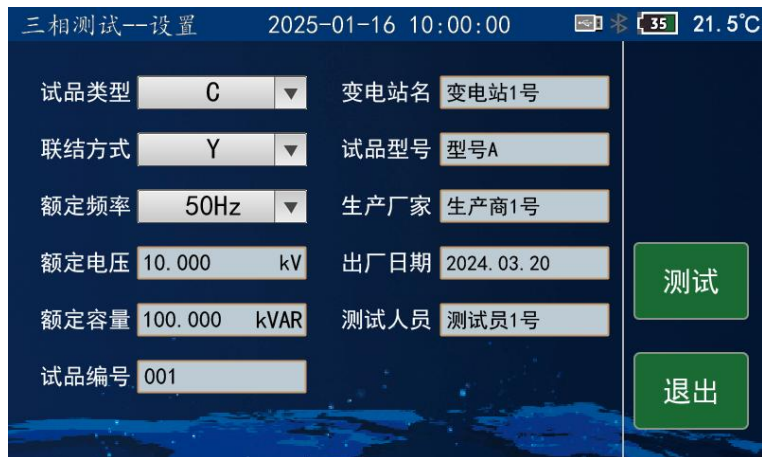 三相测试--设置 2025-01-16 10:00:00 35 21.5℃
试品类型 C 变电站名 变电站1号
联结方式 Y 试品型号 型号A
额定频率 50Hz 生产厂家 生产商1号
额定电压 10.000 kV 出厂日期 2024.03.20
测试
额定容量 100.000 kVAR 测试人员 测试员1号
试品编号 001
退出